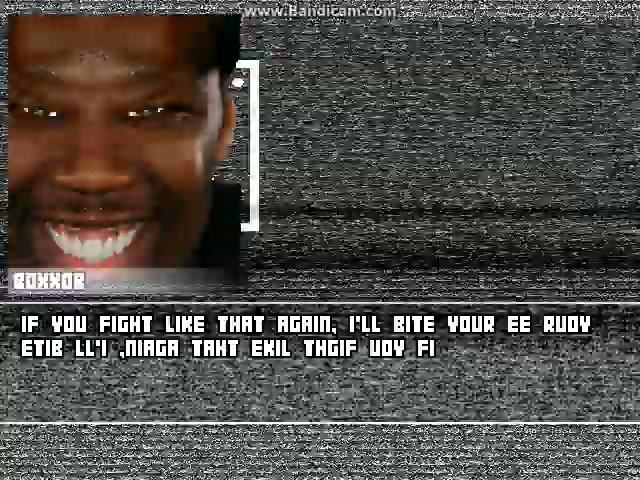 www.Bandicam.com
BOXXOR
IF YOU FIGHT LIKE THAT AGAIN, I'LL BITE YOUR EE RUOY
ETIB LL'I ,NIAGA TAHT EKIL THGIF UOY FI